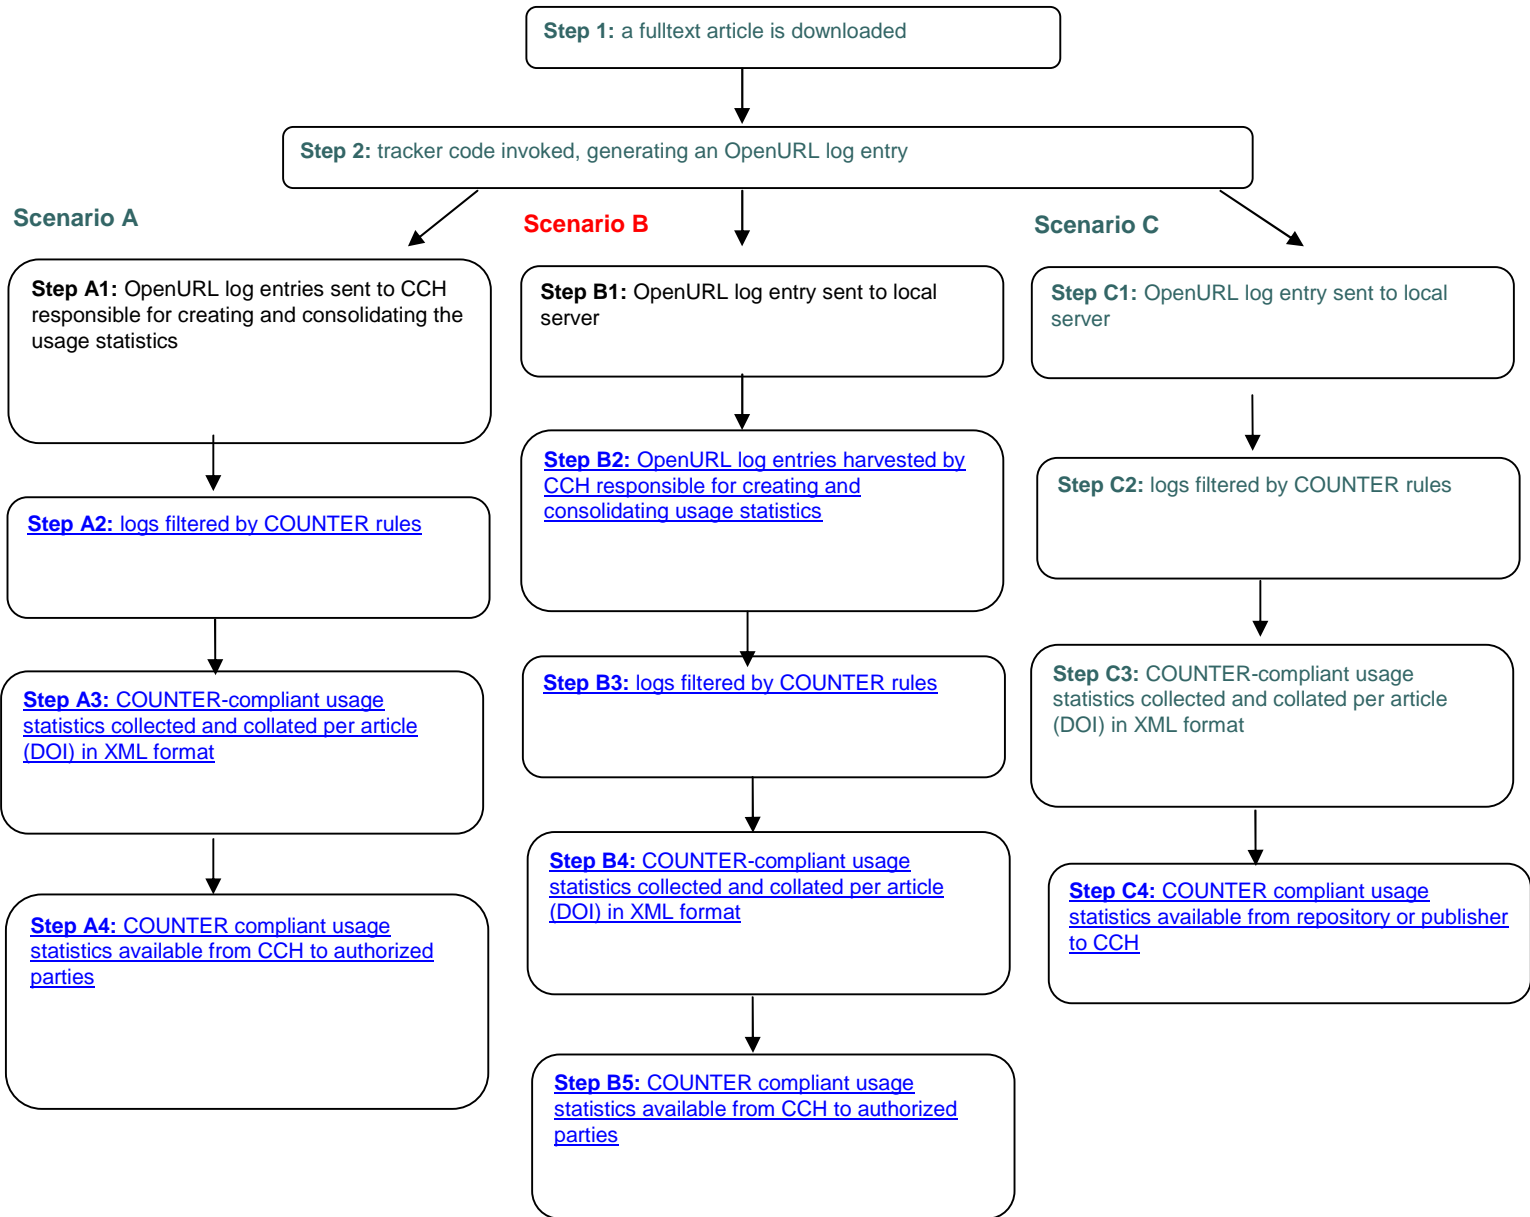 Step 1: a fulltext article is downloaded
Step 2: tracker code invoked, generating an OpenURL log entry
Scenario A
Step A1: OpenURL log entries sent to CCH
responsible for creating and consolidating the
usage statistics
Step A2: logs filtered by COUNTER rules
Step A3: COUNTER-compliant usage
statistics collected and collated per article
(DOI) in XML format
Step A4: COUNTER compliant usage
statistics available from CCH to authorized
parties
Scenario B
Step B1: OpenURL log entry sent to local
server
Step B2: OpenURL log entries harvested by
CCH responsible for creating and
consolidating usage statistics
Step B3: logs filtered by COUNTER rules
Step B4: COUNTER-compliant usage
statistics collected and collated per article
(DOI) in XML format
Step B5: COUNTER compliant usage
statistics available from CCH to authorized
parties
Scenario C
Step C1: OpenURL log entry sent to local
server
Step C2: logs filtered by COUNTER rules
Step C3: COUNTER-compliant usage
statistics collected and collated per article
(DOI) in XML format
Step C4: COUNTER compliant usage
statistics available from repository or publisher
to CCH